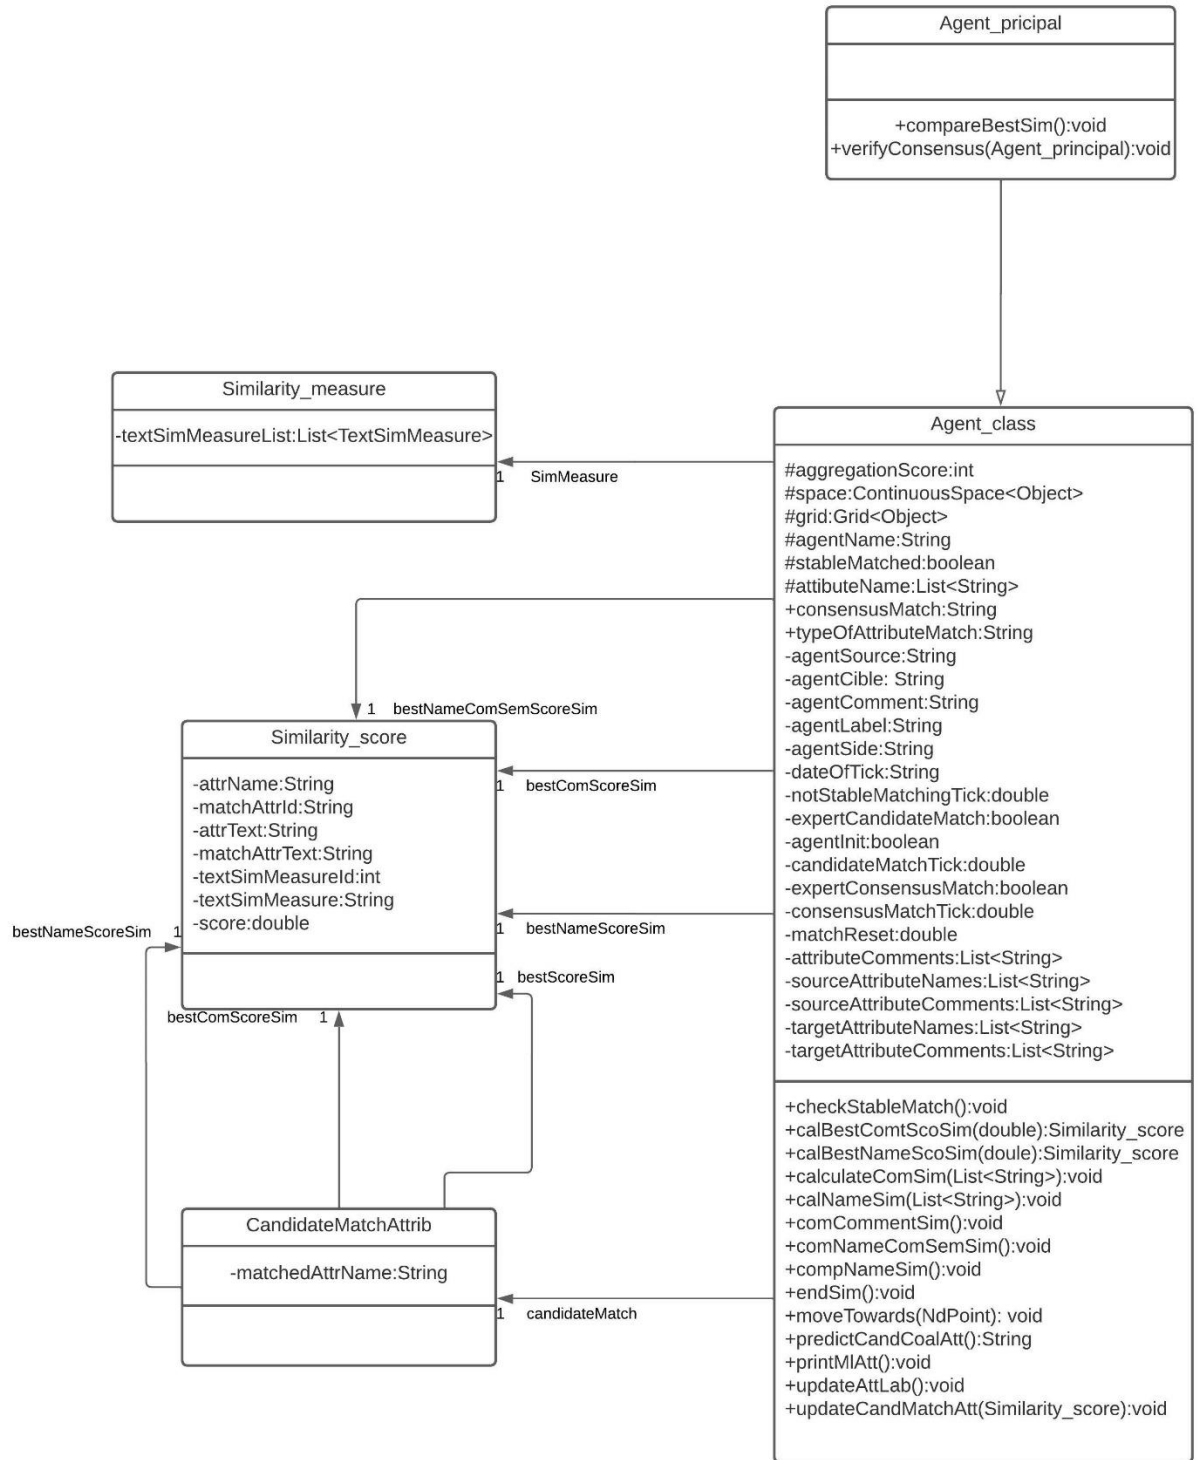 Agent_pricipal
+compareBestSim():void
+verifyConsensus(Agent_principal):void
Similarity_measure
-textSimMeasureList:List<TextSimMeasure>
1 SimMeasure
Agent_class
#aggregationScore:int
#space:ContinuousSpace<Object>
#grid:Grid<Object>
#agentName:String
#stableMatched:boolean
#attibuteName:List<String>
+consensusMatch:String
+typeOfAttributeMatch:String
-agentSource:String
-agentCible: String
-agentComment:String
-agentLabel:String
-agentSide:String
-dateOfTick:String
-notStableMatchingTick:double
-expertCandidateMatch:boolean
-agentInit:boolean
-candidateMatchTick:double
-expertConsensusMatch:boolean
-consensusMatchTick:double
-matchReset:double
-attributeComments:List<String>
-sourceAttributeNames:List<String>
-sourceAttributeComments:List<String>
-targetAttributeNames:List<String>
-targetAttributeComments:List<String>
+checkStableMatch():void
+calBestComtScoSim(double):Similarity_score
+calBestNameScoSim(doule):Similarity_score
+calculateComSim(List<String>):void
+calNameSim(List<String>):void
+comCommentSim():void
+comNameComSemSim():void
+compNameSim():void
+endSim():void
+moveTowards(NdPoint): void
+predictCandCoalAtt():String
+printMlAtt():void
+updateAttLab():void
+updateCandMatchAtt(Similarity_score):void
1 bestNameComSemScoreSim
Similarity_score
-attrName:String
-matchAttrId:String
-attrText:String
-matchAttrText:String
-textSimMeasureId:int
-textSimMeasure:String
-score:double
1 bestComScoreSim
1 bestNameScoreSim
bestNameScoreSim 1
1 bestScoreSim
bestComScoreSim 1
CandidateMatchAttrib
-matchedAttrName:String
1 candidateMatch